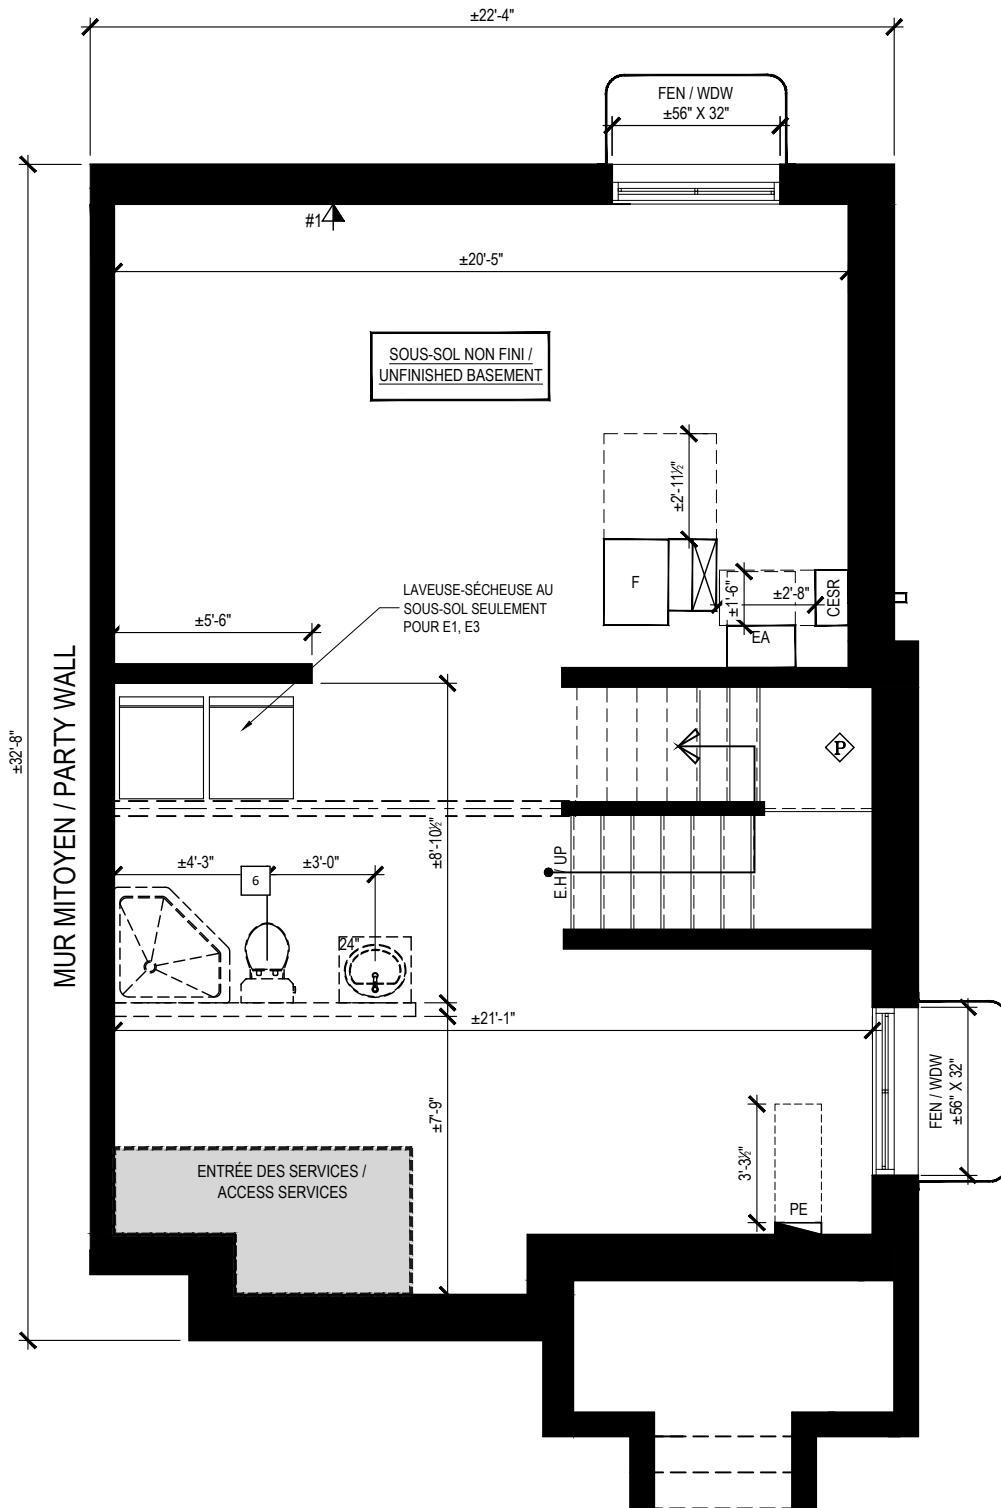 ±22'-4"
FEN / WDW
±56" X 32"
#1
±20'-5"
SOUS-SOL NON FINI /
UNFINISHED BASEMENT
±2'-11½"
F
±1'-6"
±2'-8"
CESR
EA
LAVEUSE-SÉCHEUSE AU
SOUS-SOL SEULEMENT
POUR E1, E3
±5'-6"
MUR MITOYEN / PARTY WALL
±32'-8"
P
±8'-10½"
±4'-3"
6
±3'-0"
E.H / UP
24"
±21'-1"
FEN / WDW
±56" X 32"
±7'-9"
3'-3½"
PE
ENTRÉE DES SERVICES /
ACCESS SERVICES